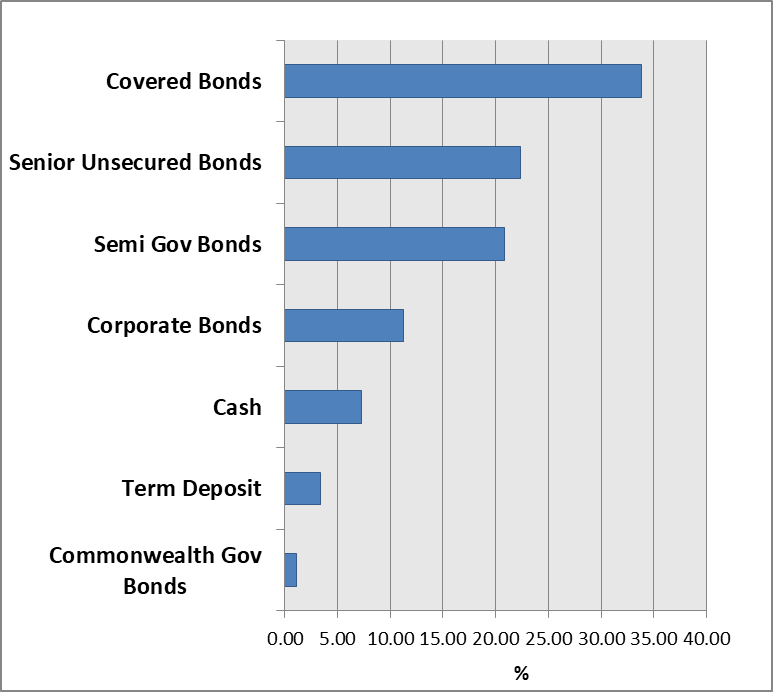 Covered Bonds
Senior Unsecured Bonds
Semi Gov Bonds
Corporate Bonds
Cash
Term Deposit
Commonwealth Gov
Bonds
0.00 5.00 10.00 15.00 20.00 25.00 30.00 35.00 40.00
%